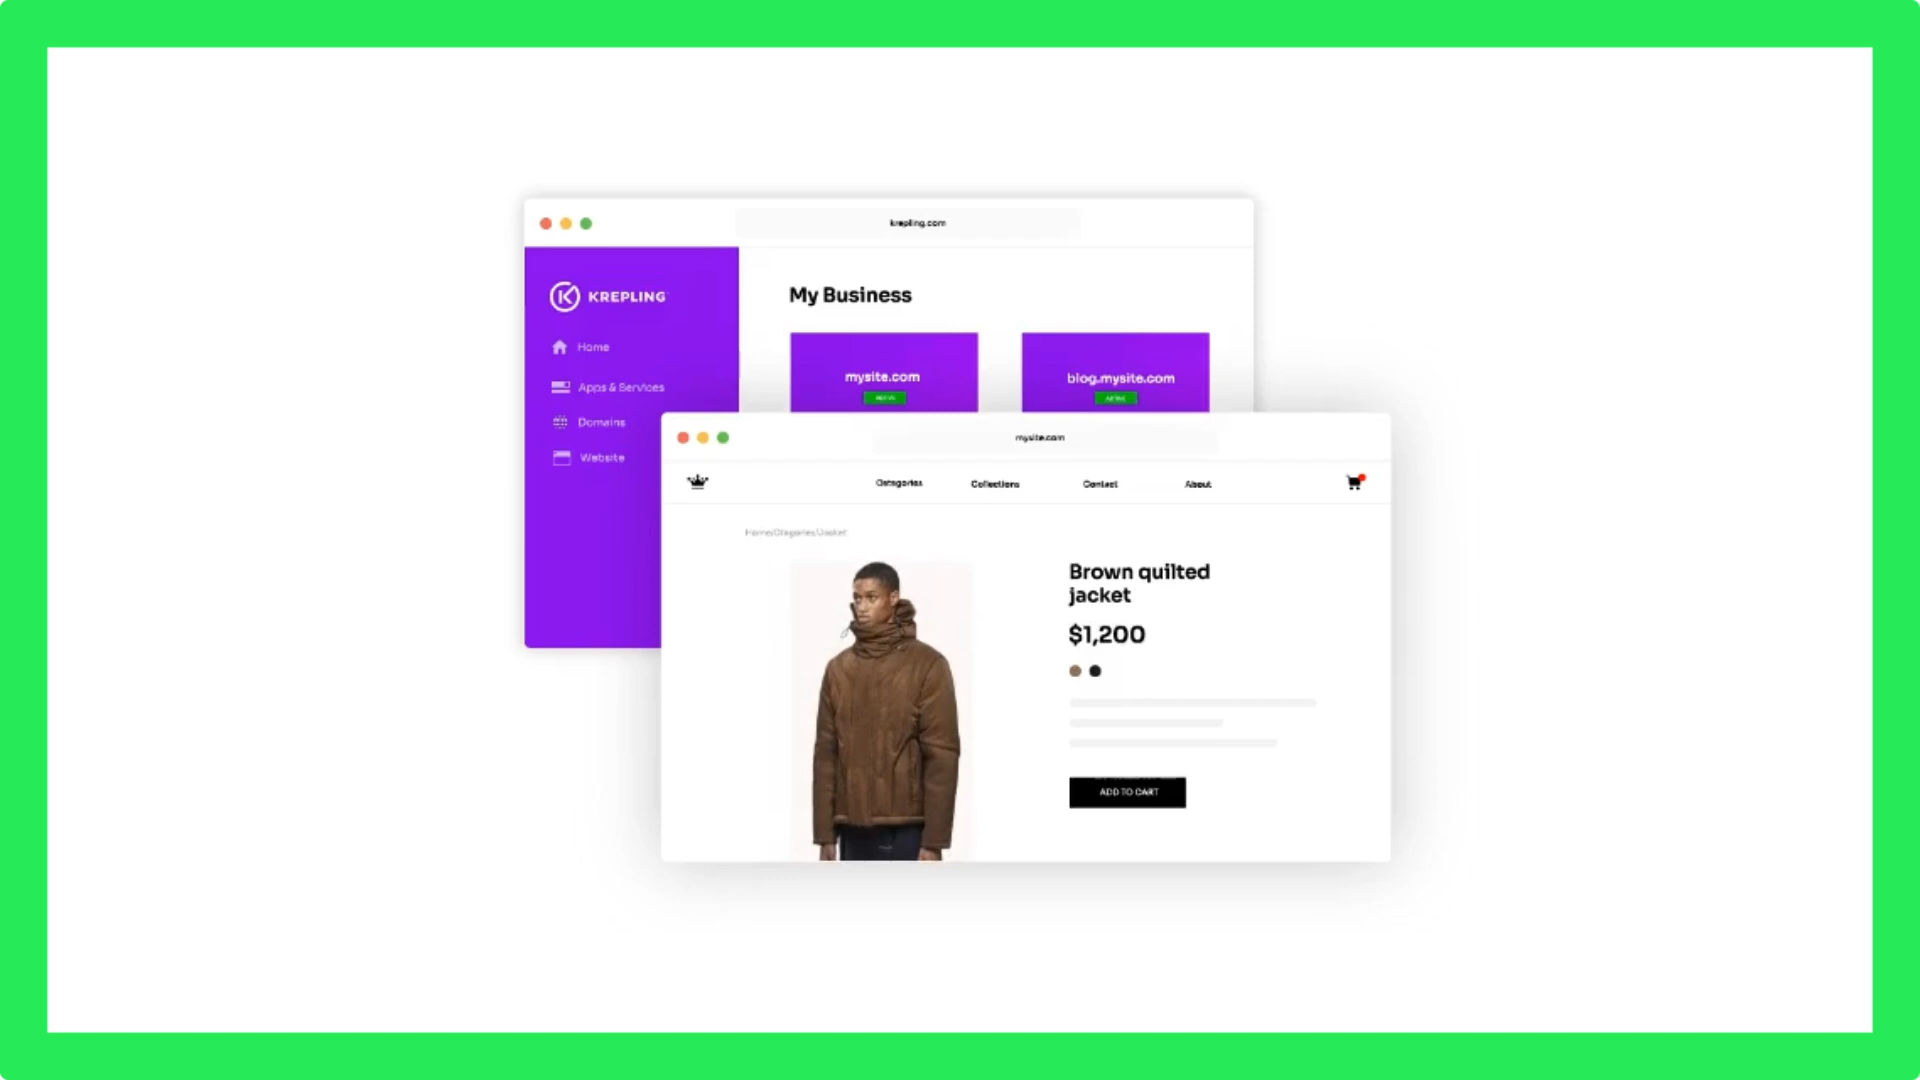 krepling.com
KREPLING
My Business
Home
Apps & Services
Domains
Website
mysite.com
blog.mysite.com
ACTIVE
mysite.com
Categories
Collections
Contact
About
Brown quilted
jacket
$1,200
ADD TO CART